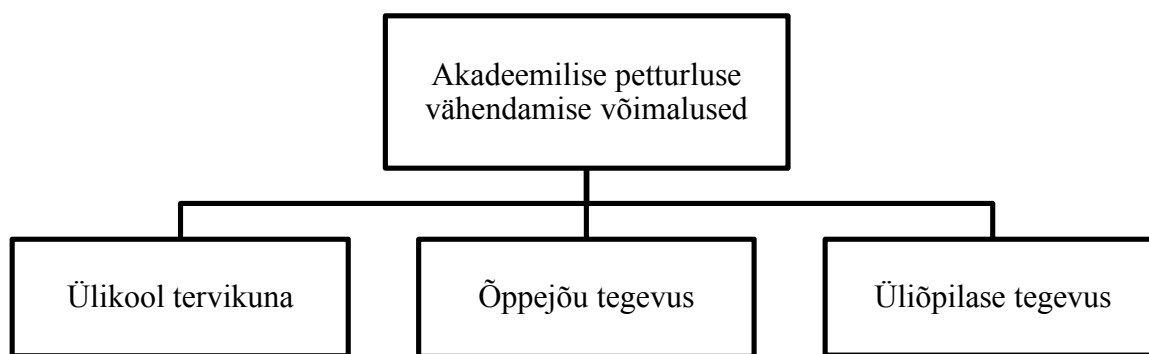 Akadeemilise petturluse
vähendamise võimalused
Ülikool tervikuna
Õppejõu tegevus
Üliõpilase tegevus